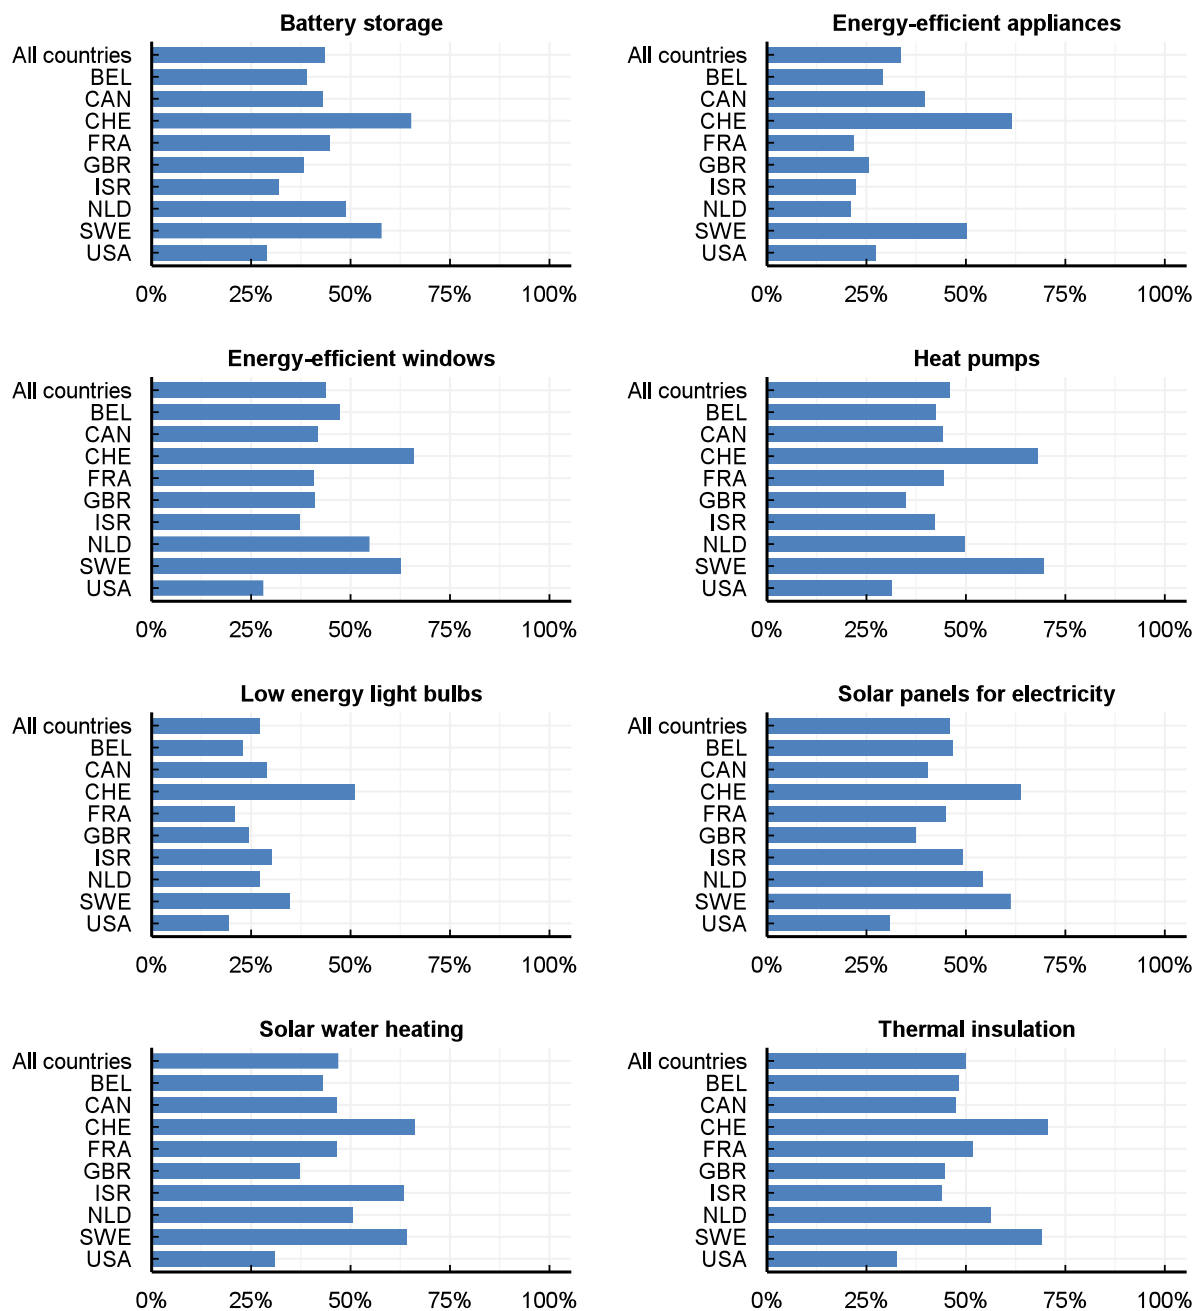 Battery storage
All countries
BEL
CAN
CHE
FRA
GBR
ISR
NLD
SWE
USA
0% 25% 50% 75% 100%
Energy-efficient appliances
All countries
BEL
CAN
CHE
FRA
GBR
ISR
NLD
SWE
USA
0% 25% 50% 75% 100%
Energy-efficient windows
All countries
BEL
CAN
CHE
FRA
GBR
ISR
NLD
SWE
USA
0% 25% 50% 75% 100%
Heat pumps
All countries
BEL
CAN
CHE
FRA
GBR
ISR
NLD
SWE
USA
0% 25% 50% 75% 100%
Low energy light bulbs
All countries
BEL
CAN
CHE
FRA
GBR
ISR
NLD
SWE
USA
0% 25% 50% 75% 100%
Solar panels for electricity
All countries
BEL
CAN
CHE
FRA
GBR
ISR
NLD
SWE
USA
0% 25% 50% 75% 100%
Solar water heating
All countries
BEL
CAN
CHE
FRA
GBR
ISR
NLD
SWE
USA
0% 25% 50% 75% 100%
Thermal insulation
All countries
BEL
CAN
CHE
FRA
GBR
ISR
NLD
SWE
USA
0% 25% 50% 75% 100%